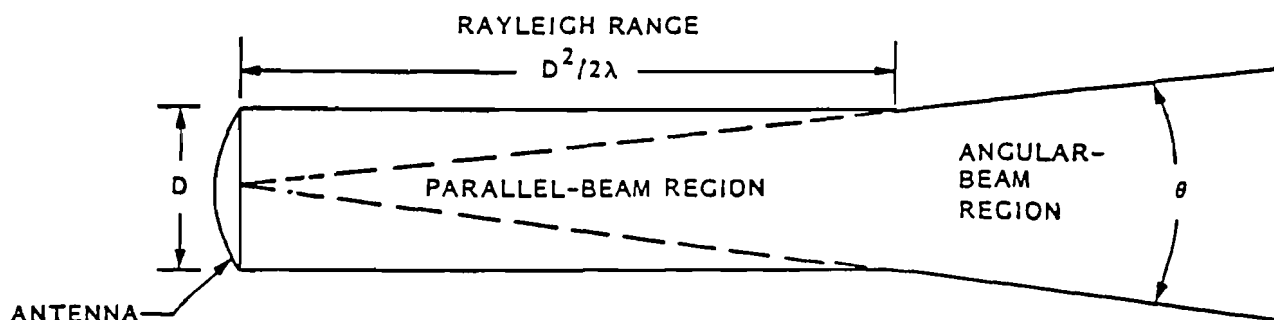 RAYLEIGH RANGE
D²/2λ
D
PARALLEL-BEAM REGION
ANGULAR-
BEAM
REGION
θ
ANTENNA